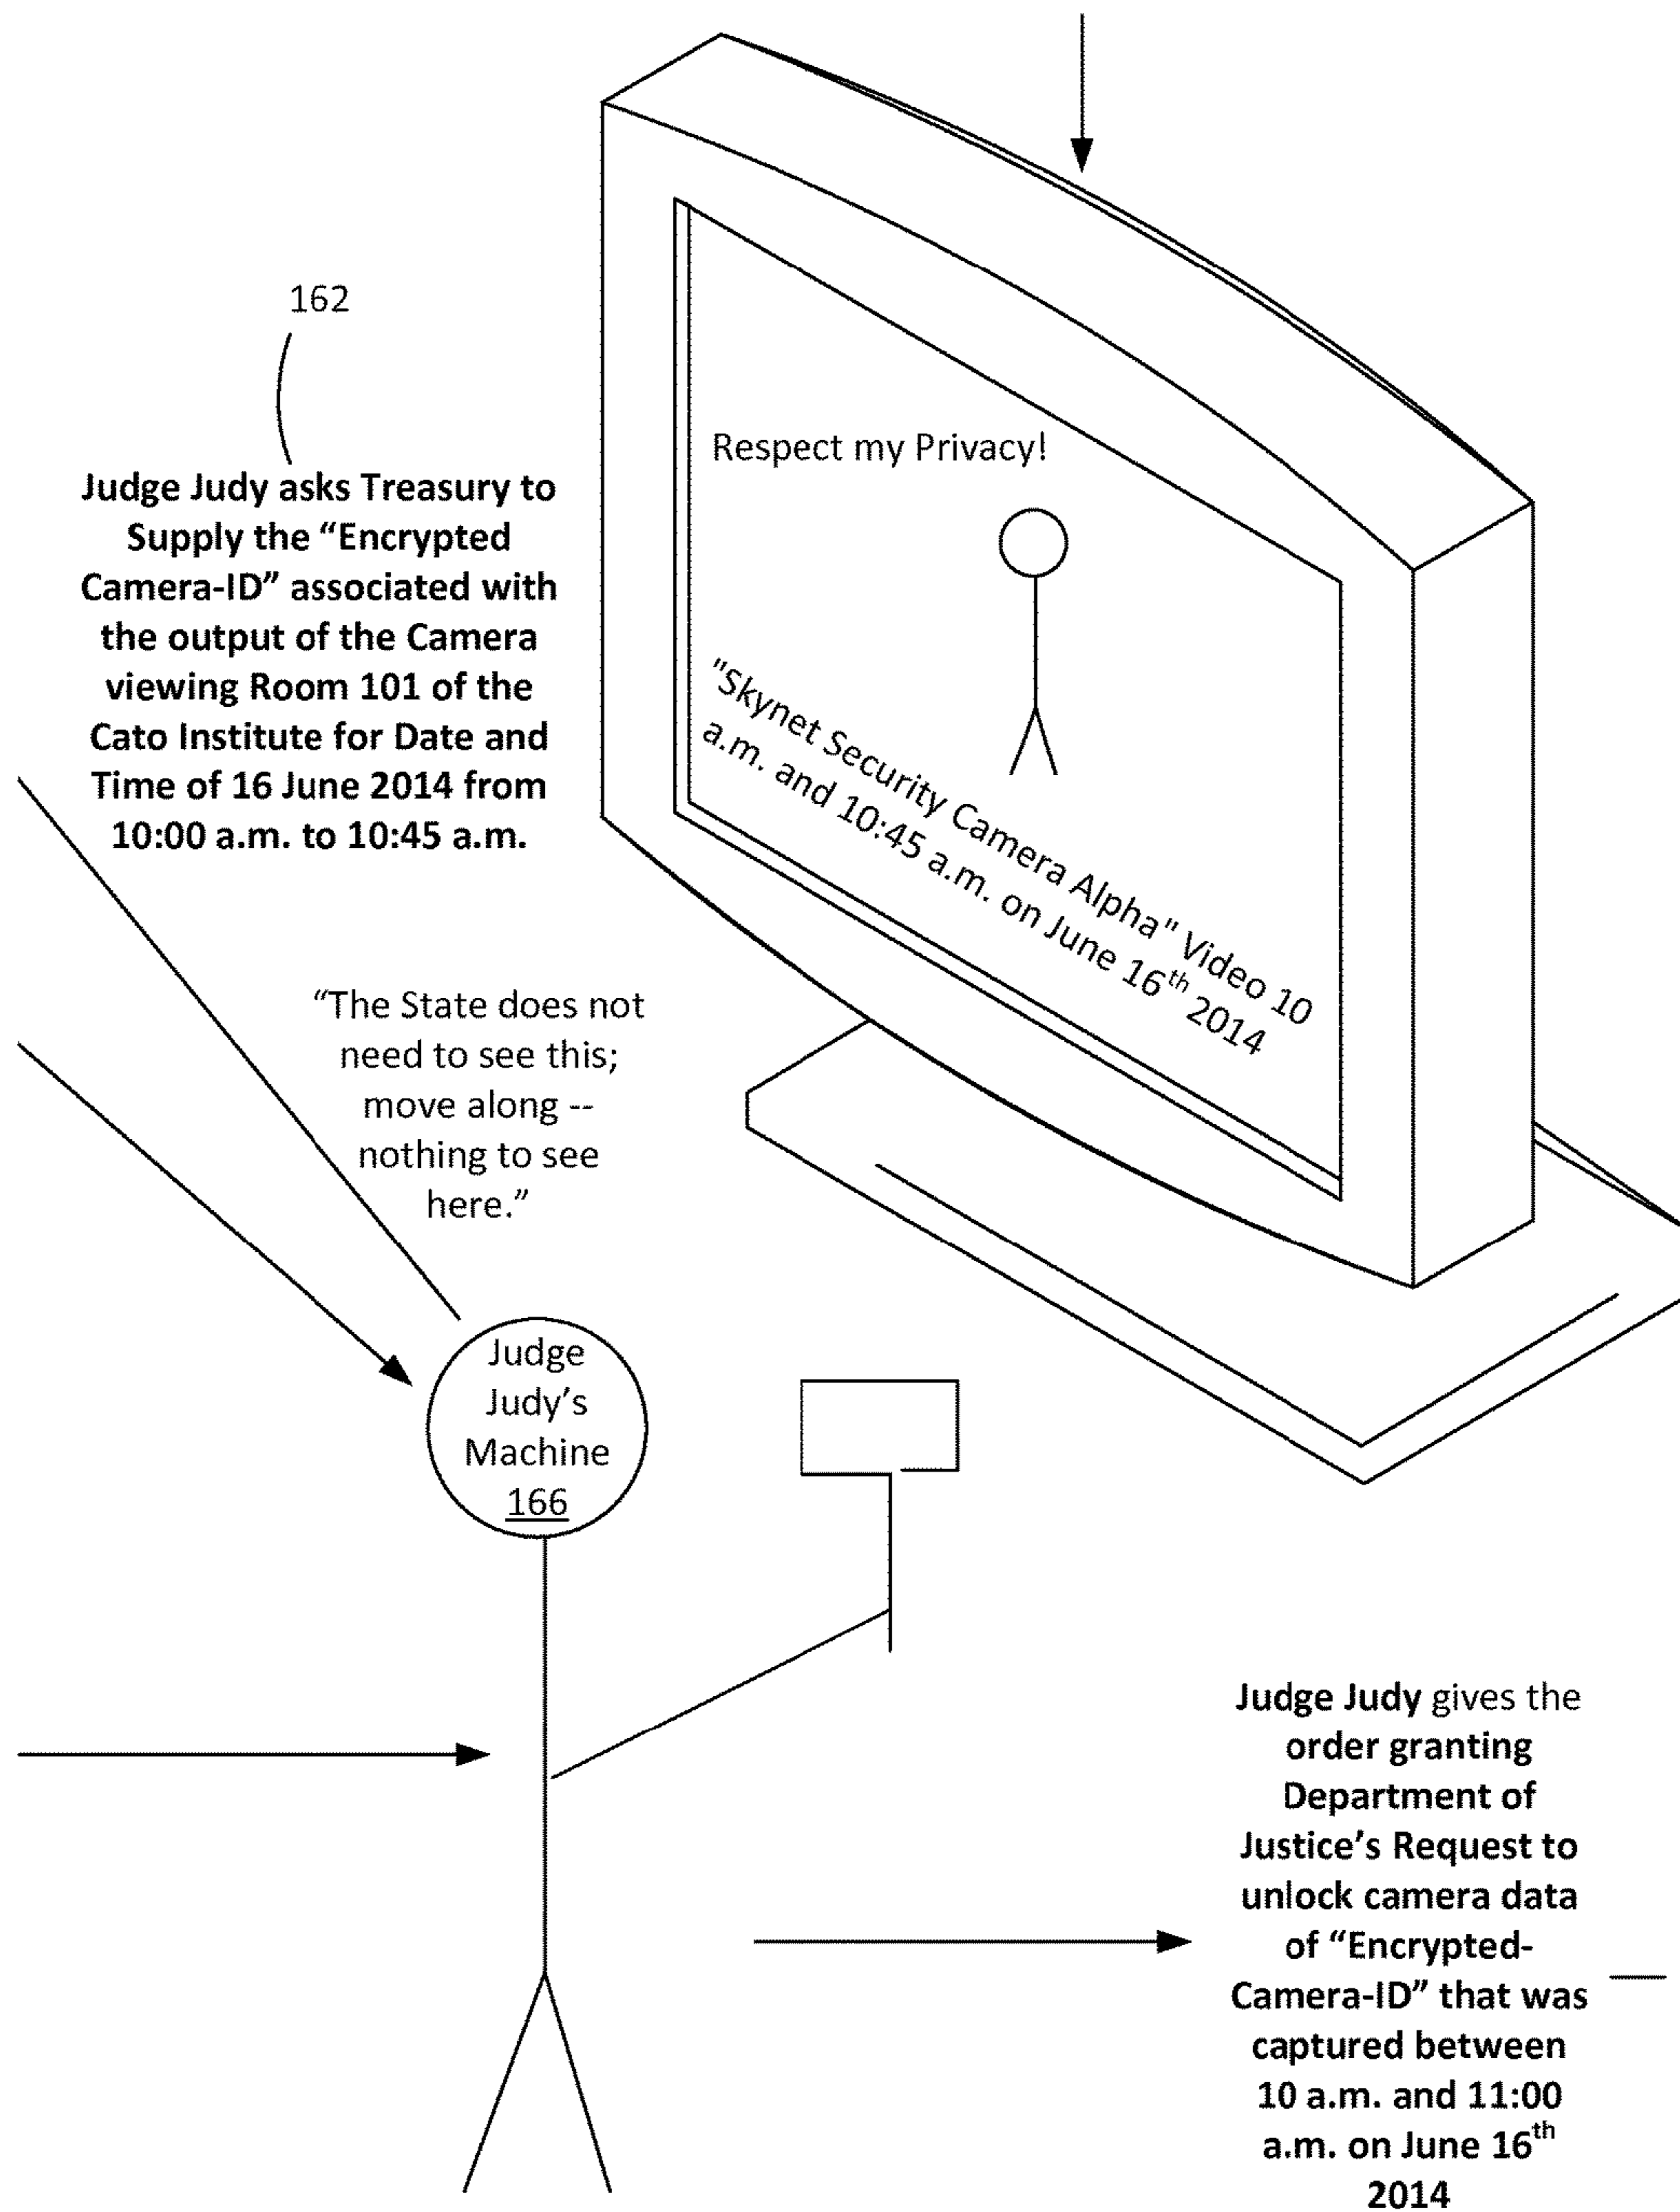 162
Judge Judy asks Treasury to
Supply the “Encrypted
Camera-ID” associated with
the output of the Camera
viewing Room 101 of the
Cato Institute for Date and
Time of 16 June 2014 from
10:00 a.m. to 10:45 a.m.
Respect my Privacy!
"Skynet Security Camera Alpha" Video 10
a.m. and 10:45 a.m. on June 16th 2014
“The State does not
need to see this;
move along --
nothing to see
here.”
Judge
Judy’s
Machine
166
Judge Judy gives the
order granting
Department of
Justice’s Request to
unlock camera data
of “Encrypted-
Camera-ID” that was
captured between
10 a.m. and 11:00
a.m. on June 16th
2014